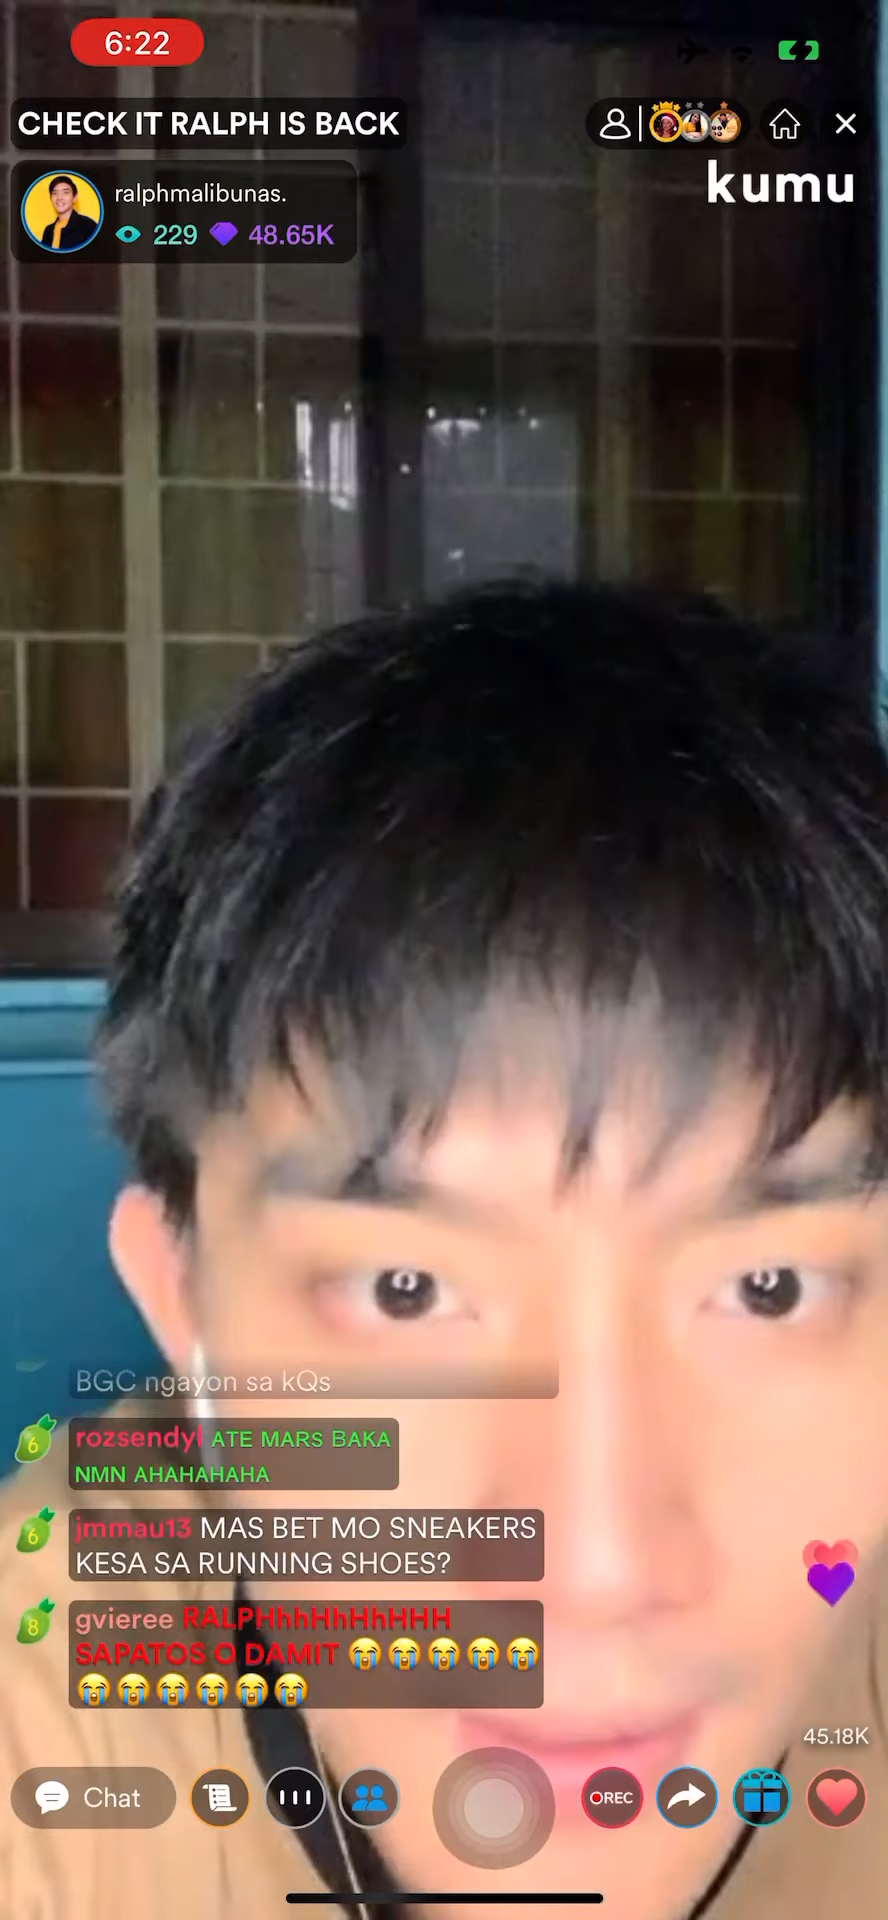 6:22
CHECK IT RALPH IS BACK
kumu
ralphmalibunas.
229 48.65K
BGC ngayon sa kQs
6 rozsendyl ATE MARS BAKA
NMN AHAHAHAHA
6 jmmau13 MAS BET MO SNEAKERS
KESA SA RUNNING SHOES?
8 gvieree RALPHhhHhHhHHH
SAPATOS O DAMIT 😭😭😭😭😭
😭😭😭😭😭😭
45.18K
Chat
REC